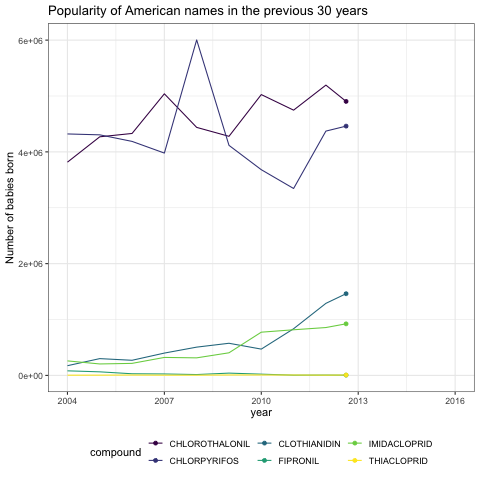 Popularity of American names in the previous 30 years
Number of babies born
6e+06
4e+06
2e+06
0e+00
2004 2007 2010 2013 2016
year
compound
CHLOROTHALONIL CLOTHIANIDIN IMIDACLOPRID
CHLORPYRIFOS FIPRONIL THIACLOPRID